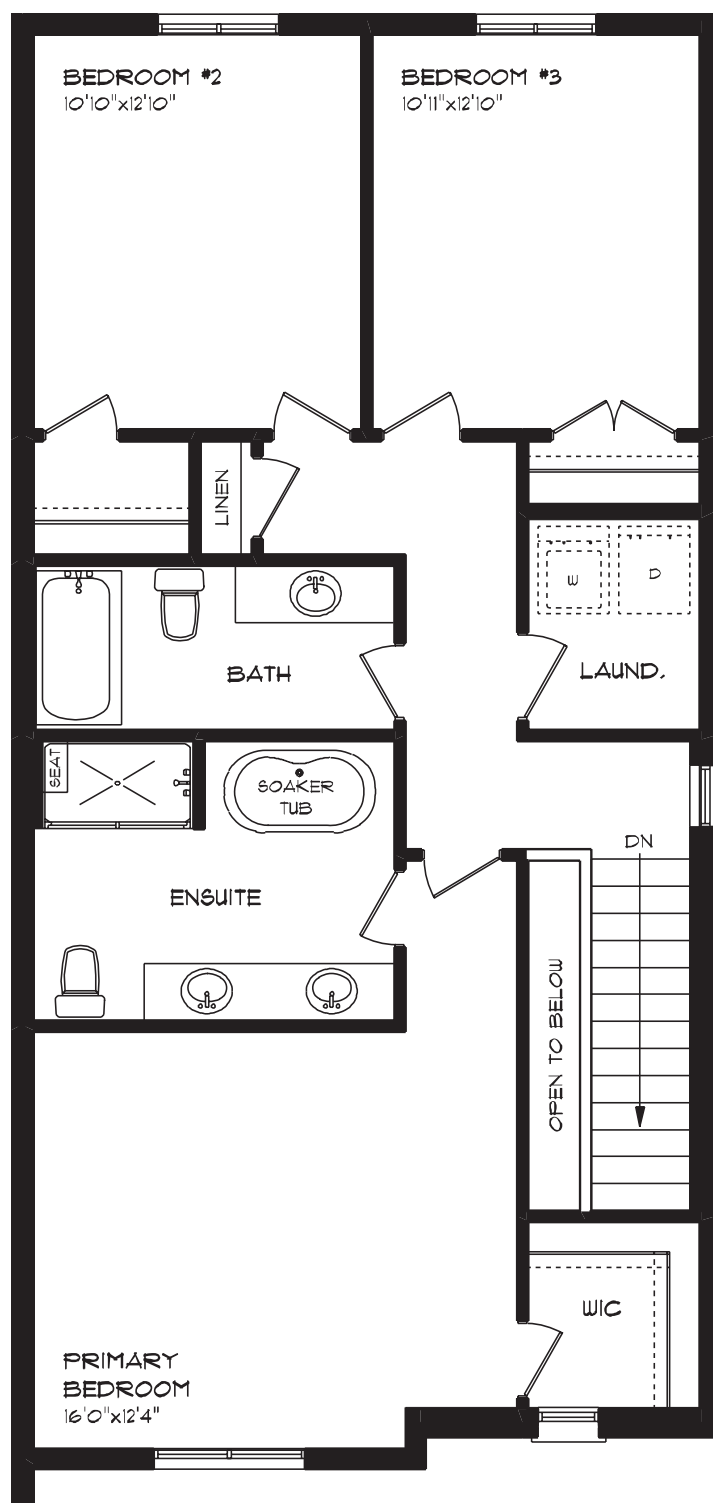 BEDROOM #2
10'10"x12'10"
BEDROOM #3
10'11"x12'10"
LINEN
W
D
BATH
LAUND.
SEAT
SOAKER
TUB
DN
ENSUITE
OPEN TO BELOW
WIC
PRIMARY
BEDROOM
16'0"x12'4"